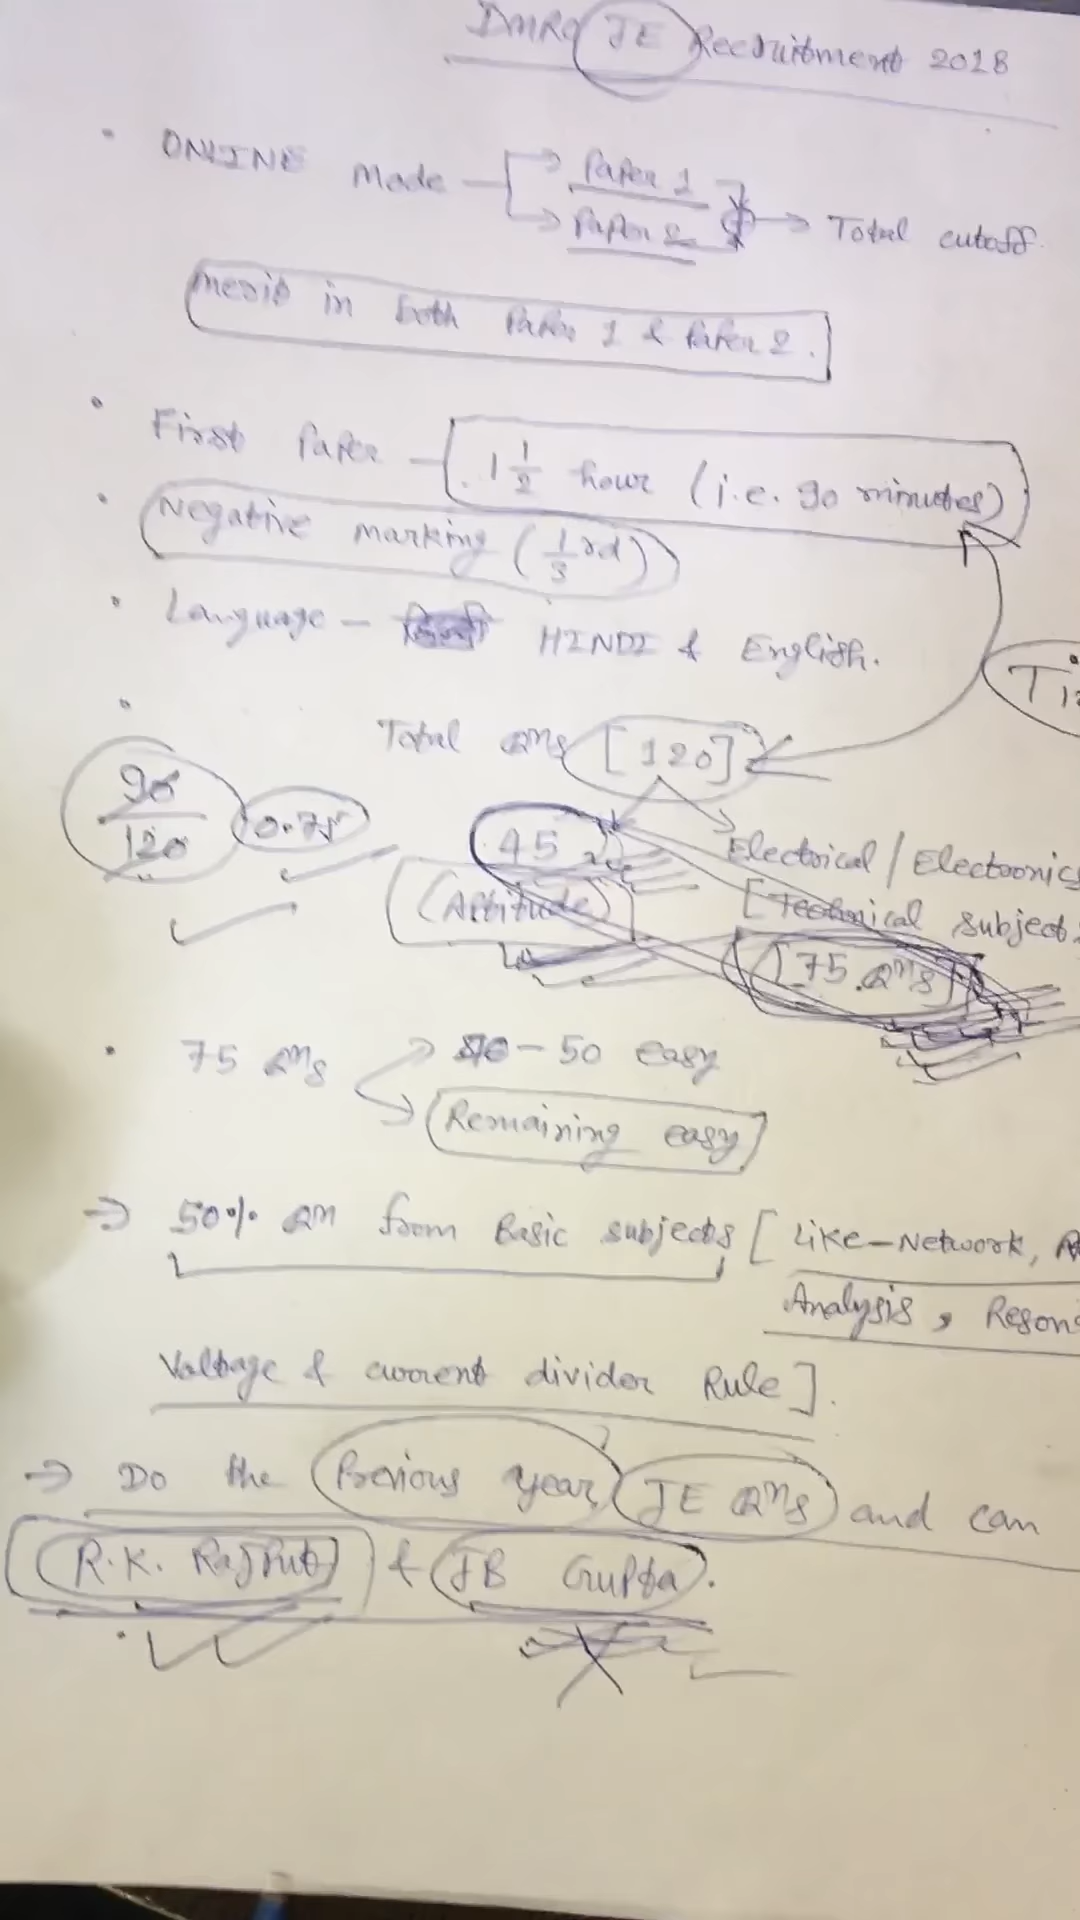 DMRC JE Recruitment 2018
ONLINE Mode → Paper 1
→ Paper 2 → Total cutoff.
merit in both Paper 1 & Paper 2.
First Paper - 1 1/2 hour (i.e. 90 minutes)
Negative marking (1/3 rd)
Language - HINDI & English.
Total Qns [120]
90/120 0.75
45
Electrical / Electronics
(Aptitude)
[Technical subject
[75 Qns]
75 Qns → 40-50 easy
→ Remaining easy
→ 50% Qn from Basic subjects [Like-Network,
Analysis,
Voltage & current divider Rule].
→ Do the Previous year JE Qns and can
R.K. Rajput & JB Gupta.